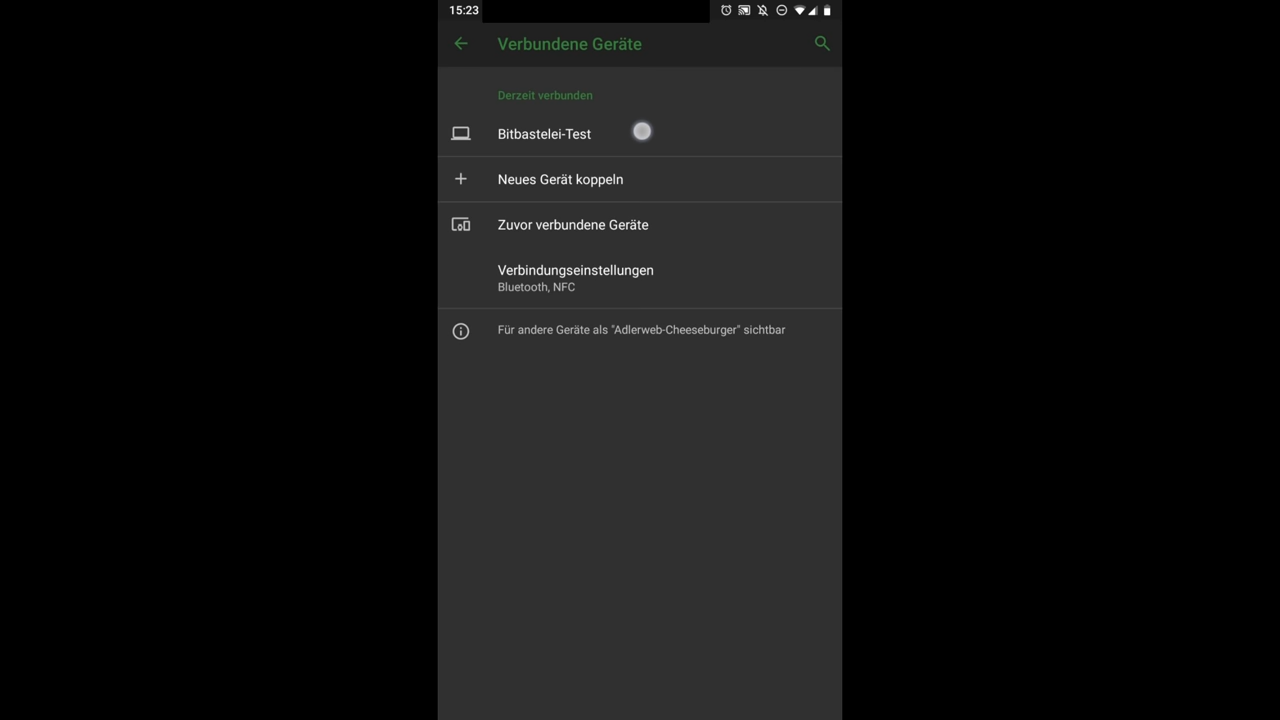 15:23
Verbundene Geräte
Derzeit verbunden
Bitbastelei-Test
Neues Gerät koppeln
Zuvor verbundene Geräte
Verbindungseinstellungen
Bluetooth, NFC
Für andere Geräte als "Adlerweb-Cheeseburger" sichtbar